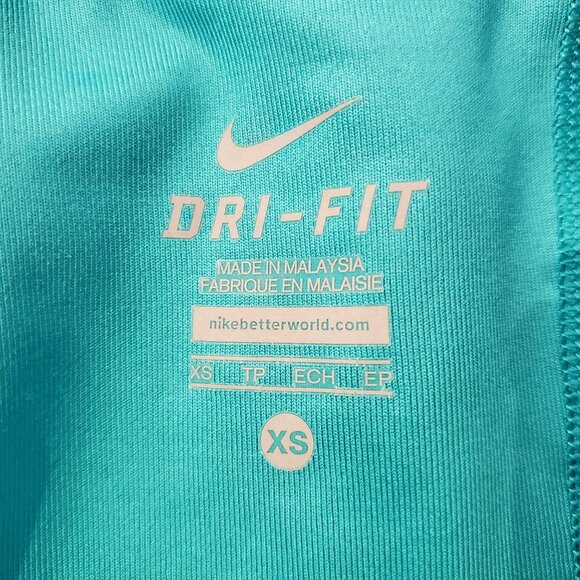 DRI-FIT
MADE IN MALAYSIA
FABRIQUE EN MALAISIE
nikebetterworld.com
XS TP ECH EP
XS